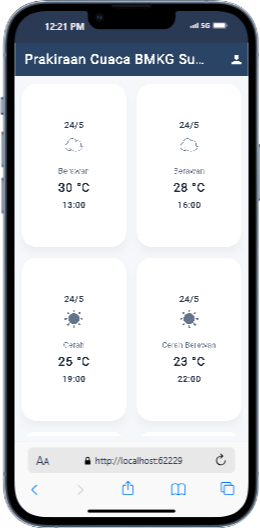 12:21 PM
5G
Prakiraan Cuaca BMKG Su...
24/5
Berawan
30 °C
13:00
24/5
Berawan
28 °C
16:00
24/5
Cerah
25 °C
19:00
24/5
Cerah Berawan
23 °C
22:00
AA
http://localhost:62229